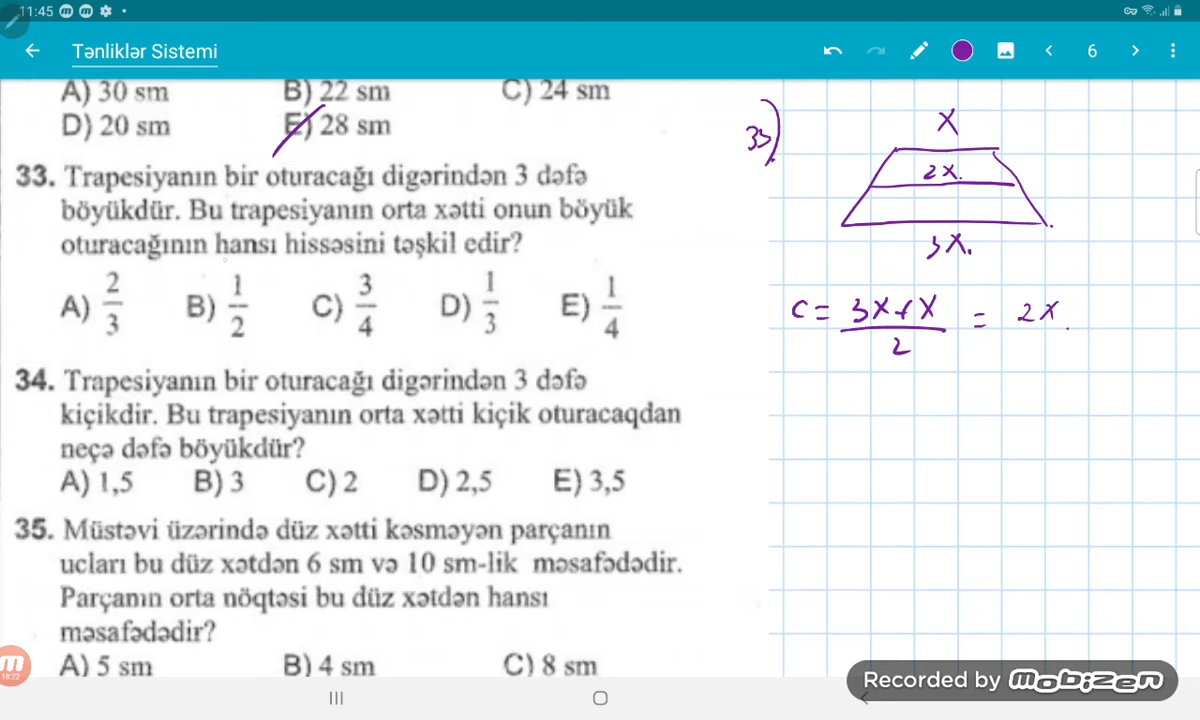 11:45
Tənliklər Sistemi
6
A) 30 sm B) 22 sm C) 24 sm
D) 20 sm E) 28 sm
33. Trapesiyanın bir oturacağı digərindən 3 dəfə
böyükdür. Bu trapesiyanın orta xətti onun böyük
oturacağının hansı hissəsini təşkil edir?
A) 2/3 B) 1/2 C) 3/4 D) 1/3 E) 1/4
34. Trapesiyanın bir oturacağı digərindən 3 dəfə
kiçikdir. Bu trapesiyanın orta xətti kiçik oturacaqdan
neçə dəfə böyükdür?
A) 1,5 B) 3 C) 2 D) 2,5 E) 3,5
35. Müstəvi üzərində düz xətti kəsməyən parçanın
ucları bu düz xətdən 6 sm və 10 sm-lik məsafədədir.
Parçanın orta nöqtəsi bu düz xətdən hansı
məsafədədir?
A) 5 sm B) 4 sm C) 8 sm
33)
x
2x.
3x.
c = 3x+x/2 = 2x.
18:22
Recorded by mobizen